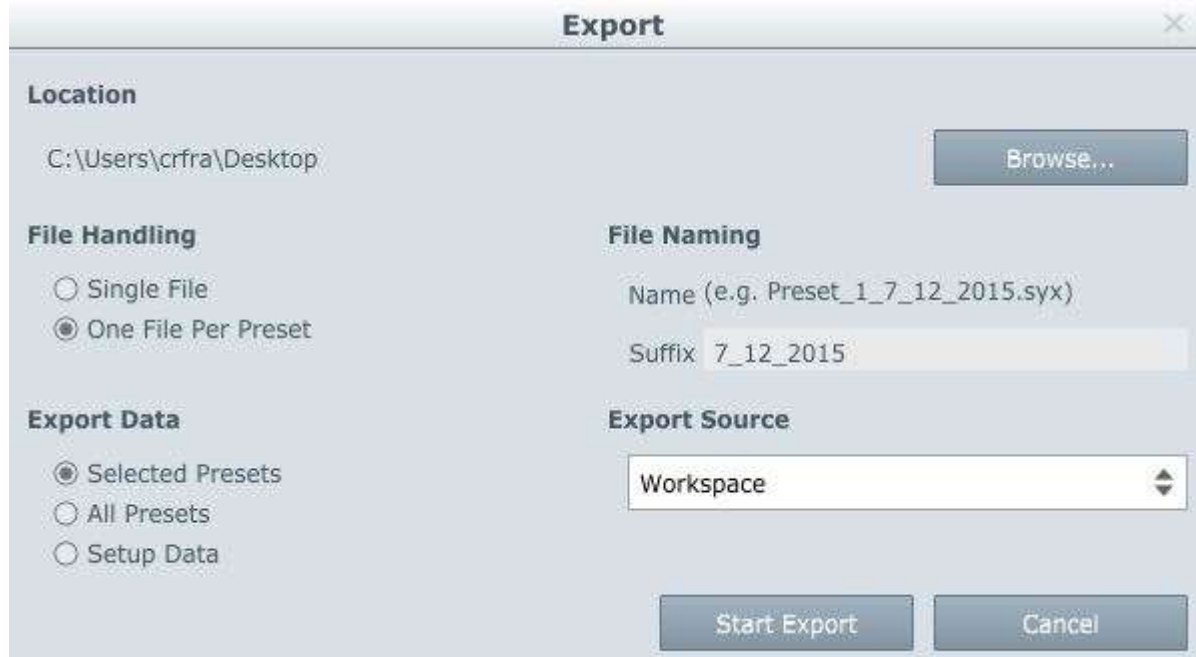 Export
Location
C:\Users\crfra\Desktop
Browse...
File Handling
Single File
One File Per Preset
File Naming
Name (e.g. Preset_1_7_12_2015.syx)
Suffix 7_12_2015
Export Data
Selected Presets
All Presets
Setup Data
Export Source
Workspace
Start Export
Cancel